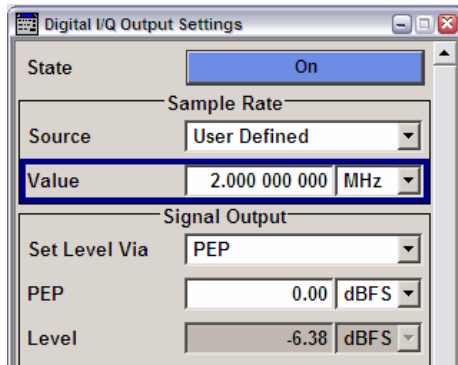 Digital I/Q Output Settings
State On
Sample Rate
Source User Defined
Value 2.000 000 000 MHz
Signal Output
Set Level Via PEP
PEP 0.00 dBFS
Level -6.38 dBFS